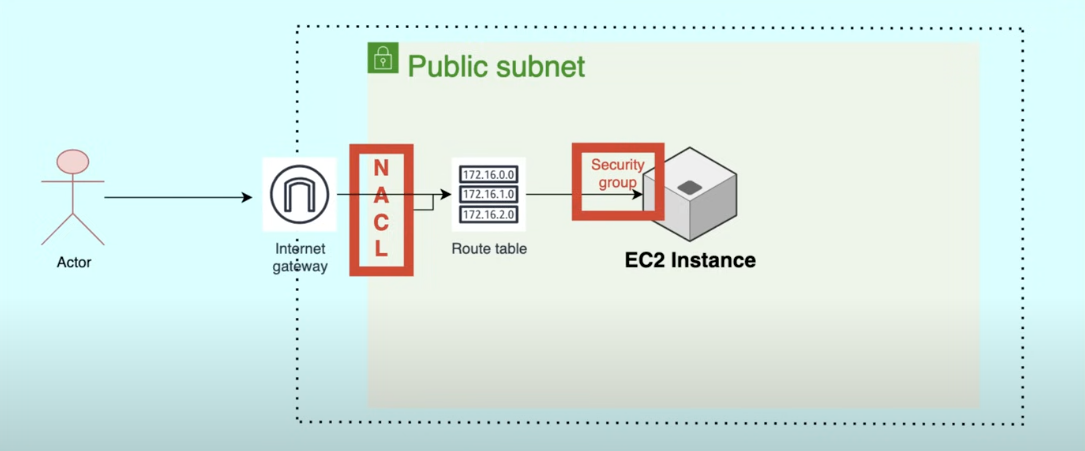 Public subnet
Actor
Internet
gateway
N
A
C
L
172.16.0.0
172.16.1.0
172.16.2.0
Route table
Security
group
EC2 Instance